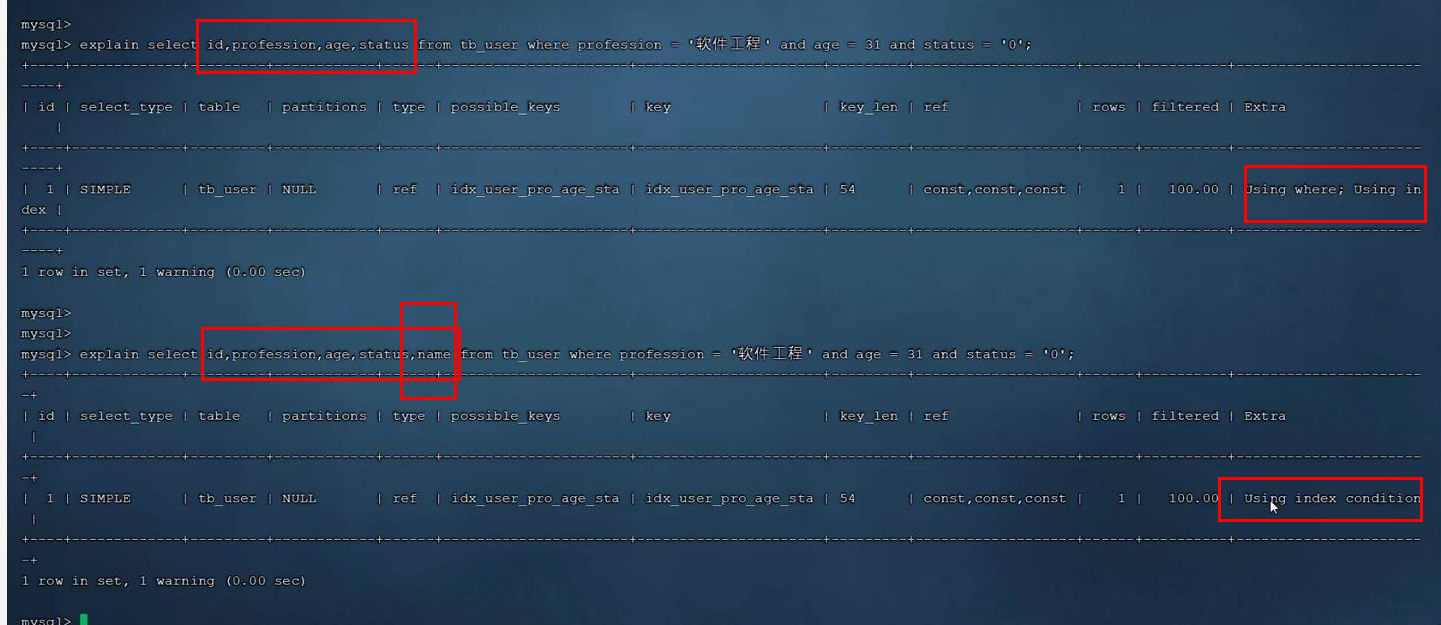 mysql>
mysql> explain select id,profession,age,status from tb_user where profession = '软件工程' and age = 31 and status = '0';
+----+-------------+---------+------------+------+----------------------+----------------------+---------+-------------------+------+----------+----------------------
----+
| id | select_type | table   | partitions | type | possible_keys        | key                  | key_len | ref               | rows | filtered | Extra
    |
+----+-------------+---------+------------+------+----------------------+----------------------+---------+-------------------+------+----------+----------------------
----+
|  1 | SIMPLE      | tb_user | NULL       | ref  | idx_user_pro_age_sta | idx_user_pro_age_sta | 54      | const,const,const |    1 |   100.00 | Using where; Using in
dex |
+----+-------------+---------+------------+------+----------------------+----------------------+---------+-------------------+------+----------+----------------------
----+
1 row in set, 1 warning (0.00 sec)
mysql>
mysql>
mysql> explain select id,profession,age,status,name from tb_user where profession = '软件工程' and age = 31 and status = '0';
+----+-------------+---------+------------+------+----------------------+----------------------+---------+-------------------+------+----------+----------------------
-+
| id | select_type | table   | partitions | type | possible_keys        | key                  | key_len | ref               | rows | filtered | Extra
 |
+----+-------------+---------+------------+------+----------------------+----------------------+---------+-------------------+------+----------+----------------------
-+
|  1 | SIMPLE      | tb_user | NULL       | ref  | idx_user_pro_age_sta | idx_user_pro_age_sta | 54      | const,const,const |    1 |   100.00 | Using index condition
 |
+----+-------------+---------+------------+------+----------------------+----------------------+---------+-------------------+------+----------+----------------------
-+
1 row in set, 1 warning (0.00 sec)
mysql>